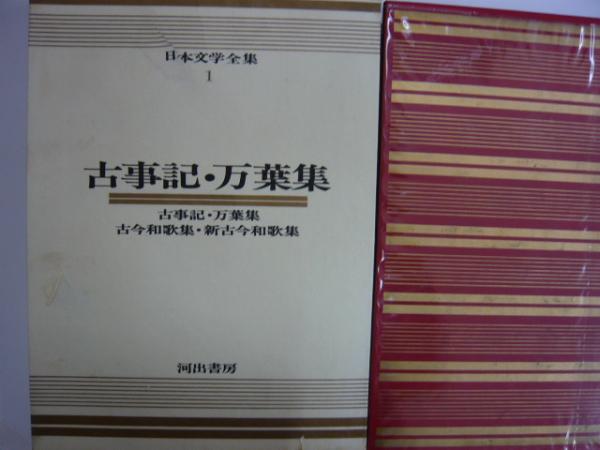 日本文学全集
1
古事記・万葉集
古事記・万葉集
古今和歌集・新古今和歌集
河出書房